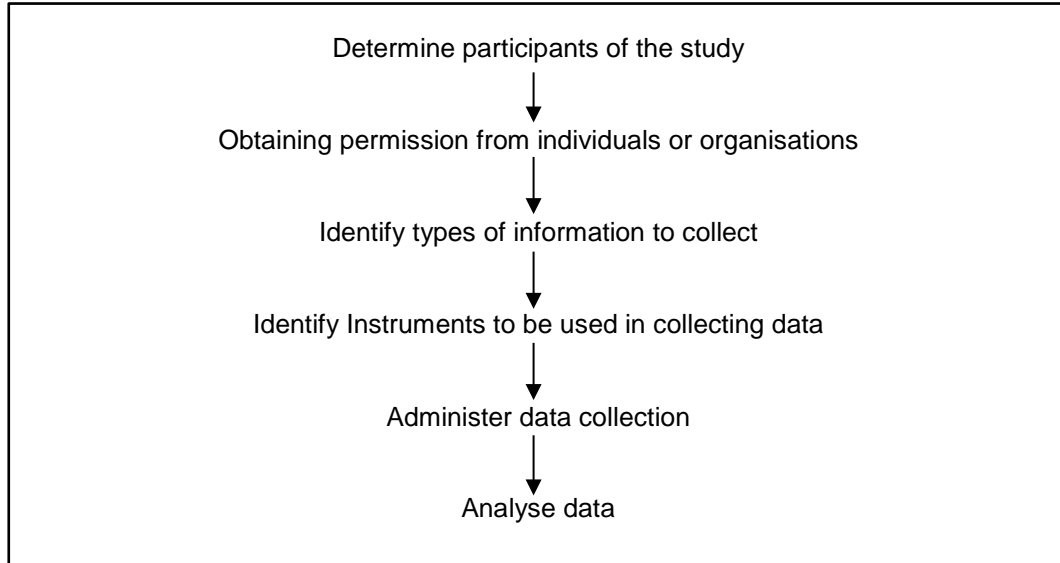 Determine participants of the study
Obtaining permission from individuals or organisations
Identify types of information to collect
Identify Instruments to be used in collecting data
Administer data collection
Analyse data